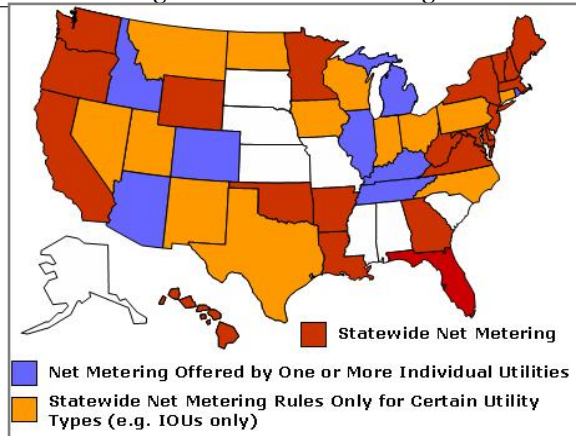 Statewide Net Metering
Net Metering Offered by One or More Individual Utilities
Statewide Net Metering Rules Only for Certain Utility
Types (e.g. IOUs only)